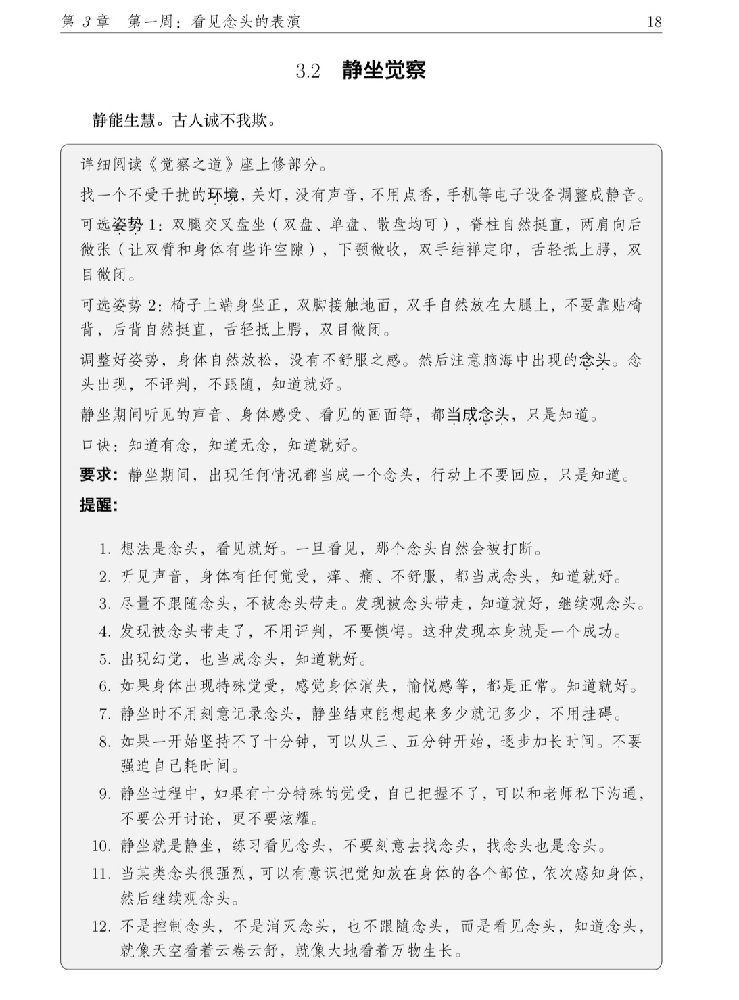 第 3 章 第一周：看见念头的表演 18
3.2 静坐觉察
静能生慧。古人诚不我欺。
详细阅读《觉察之道》座上修部分。
找一个不受干扰的环境，关灯，没有声音，不用点香，手机等电子设备调整成静音。
可选姿势 1：双腿交叉盘坐（双盘、单盘、散盘均可），脊柱自然挺直，两肩向后
微张（让双臂和身体有些许空隙），下颚微收，双手结禅定印，舌轻抵上腭，双
目微闭。
可选姿势 2：椅子上端身坐正，双脚接触地面，双手自然放在大腿上，不要靠贴椅
背，后背自然挺直，舌轻抵上腭，双目微闭。
调整好姿势，身体自然放松，没有不舒服之感。然后注意脑海中出现的念头。念
头出现，不评判，不跟随，知道就好。
静坐期间听见的声音、身体感受、看见的画面等，都当成念头，只是知道。
口诀：知道有念，知道无念，知道就好。
要求：静坐期间，出现任何情况都当成一个念头，行动上不要回应，只是知道。
提醒：
1. 想法是念头，看见就好。一旦看见，那个念头自然会被打断。
2. 听见声音，身体有任何觉受，痒、痛、不舒服，都当成念头，知道就好。
3. 尽量不跟随念头，不被念头带走。发现被念头带走，知道就好，继续观念头。
4. 发现被念头带走了，不用评判，不要懊悔。这种发现本身就是一个成功。
5. 出现幻觉，也当成念头，知道就好。
6. 如果身体出现特殊觉受，感觉身体消失，愉悦感等，都是正常。知道就好。
7. 静坐时不用刻意记录念头，静坐结束能想起来多少就记多少，不用挂碍。
8. 如果一开始坚持不了十分钟，可以从三、五分钟开始，逐步加长时间。不要
强迫自己耗时间。
9. 静坐过程中，如果有十分特殊的觉受，自己把握不了，可以和老师私下沟通，
不要公开讨论，更不要炫耀。
10. 静坐就是静坐，练习看见念头，不要刻意去找念头，找念头也是念头。
11. 当某类念头很强烈，可以有意识把觉知放在身体的各个部位，依次感知身体，
然后继续观念头。
12. 不是控制念头，不是消灭念头，也不跟随念头，而是看见念头，知道念头，
就像天空看着云卷云舒，就像大地看着万物生长。